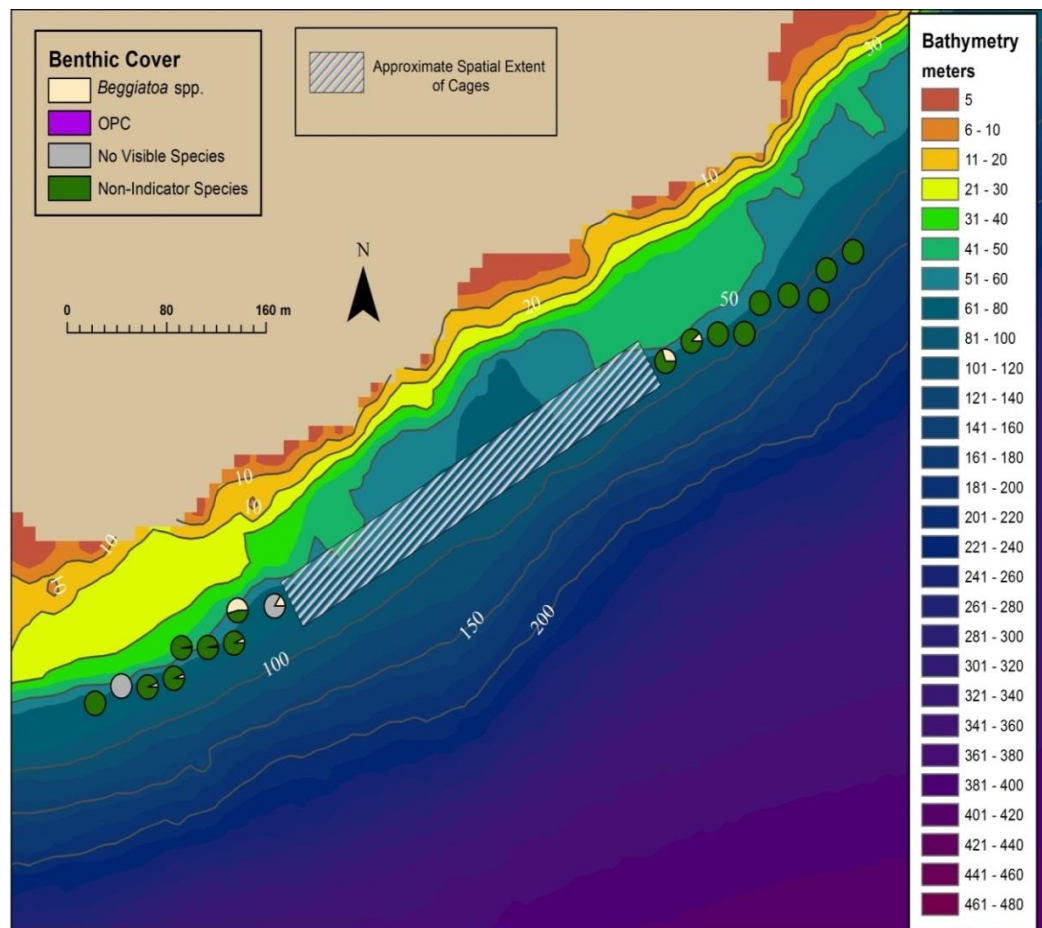 Benthic Cover
Beggiatoa spp.
OPC
No Visible Species
Non-Indicator Species
Approximate Spatial Extent
of Cages
N
0 80 160 m
Bathymetry
meters
5
6 - 10
11 - 20
21 - 30
31 - 40
41 - 50
51 - 60
61 - 80
81 - 100
101 - 120
121 - 140
141 - 160
161 - 180
181 - 200
201 - 220
221 - 240
241 - 260
261 - 280
281 - 300
301 - 320
321 - 340
341 - 360
361 - 380
381 - 400
401 - 420
421 - 440
441 - 460
461 - 480
30
10
50
20
10
10
10
10
100
150
200